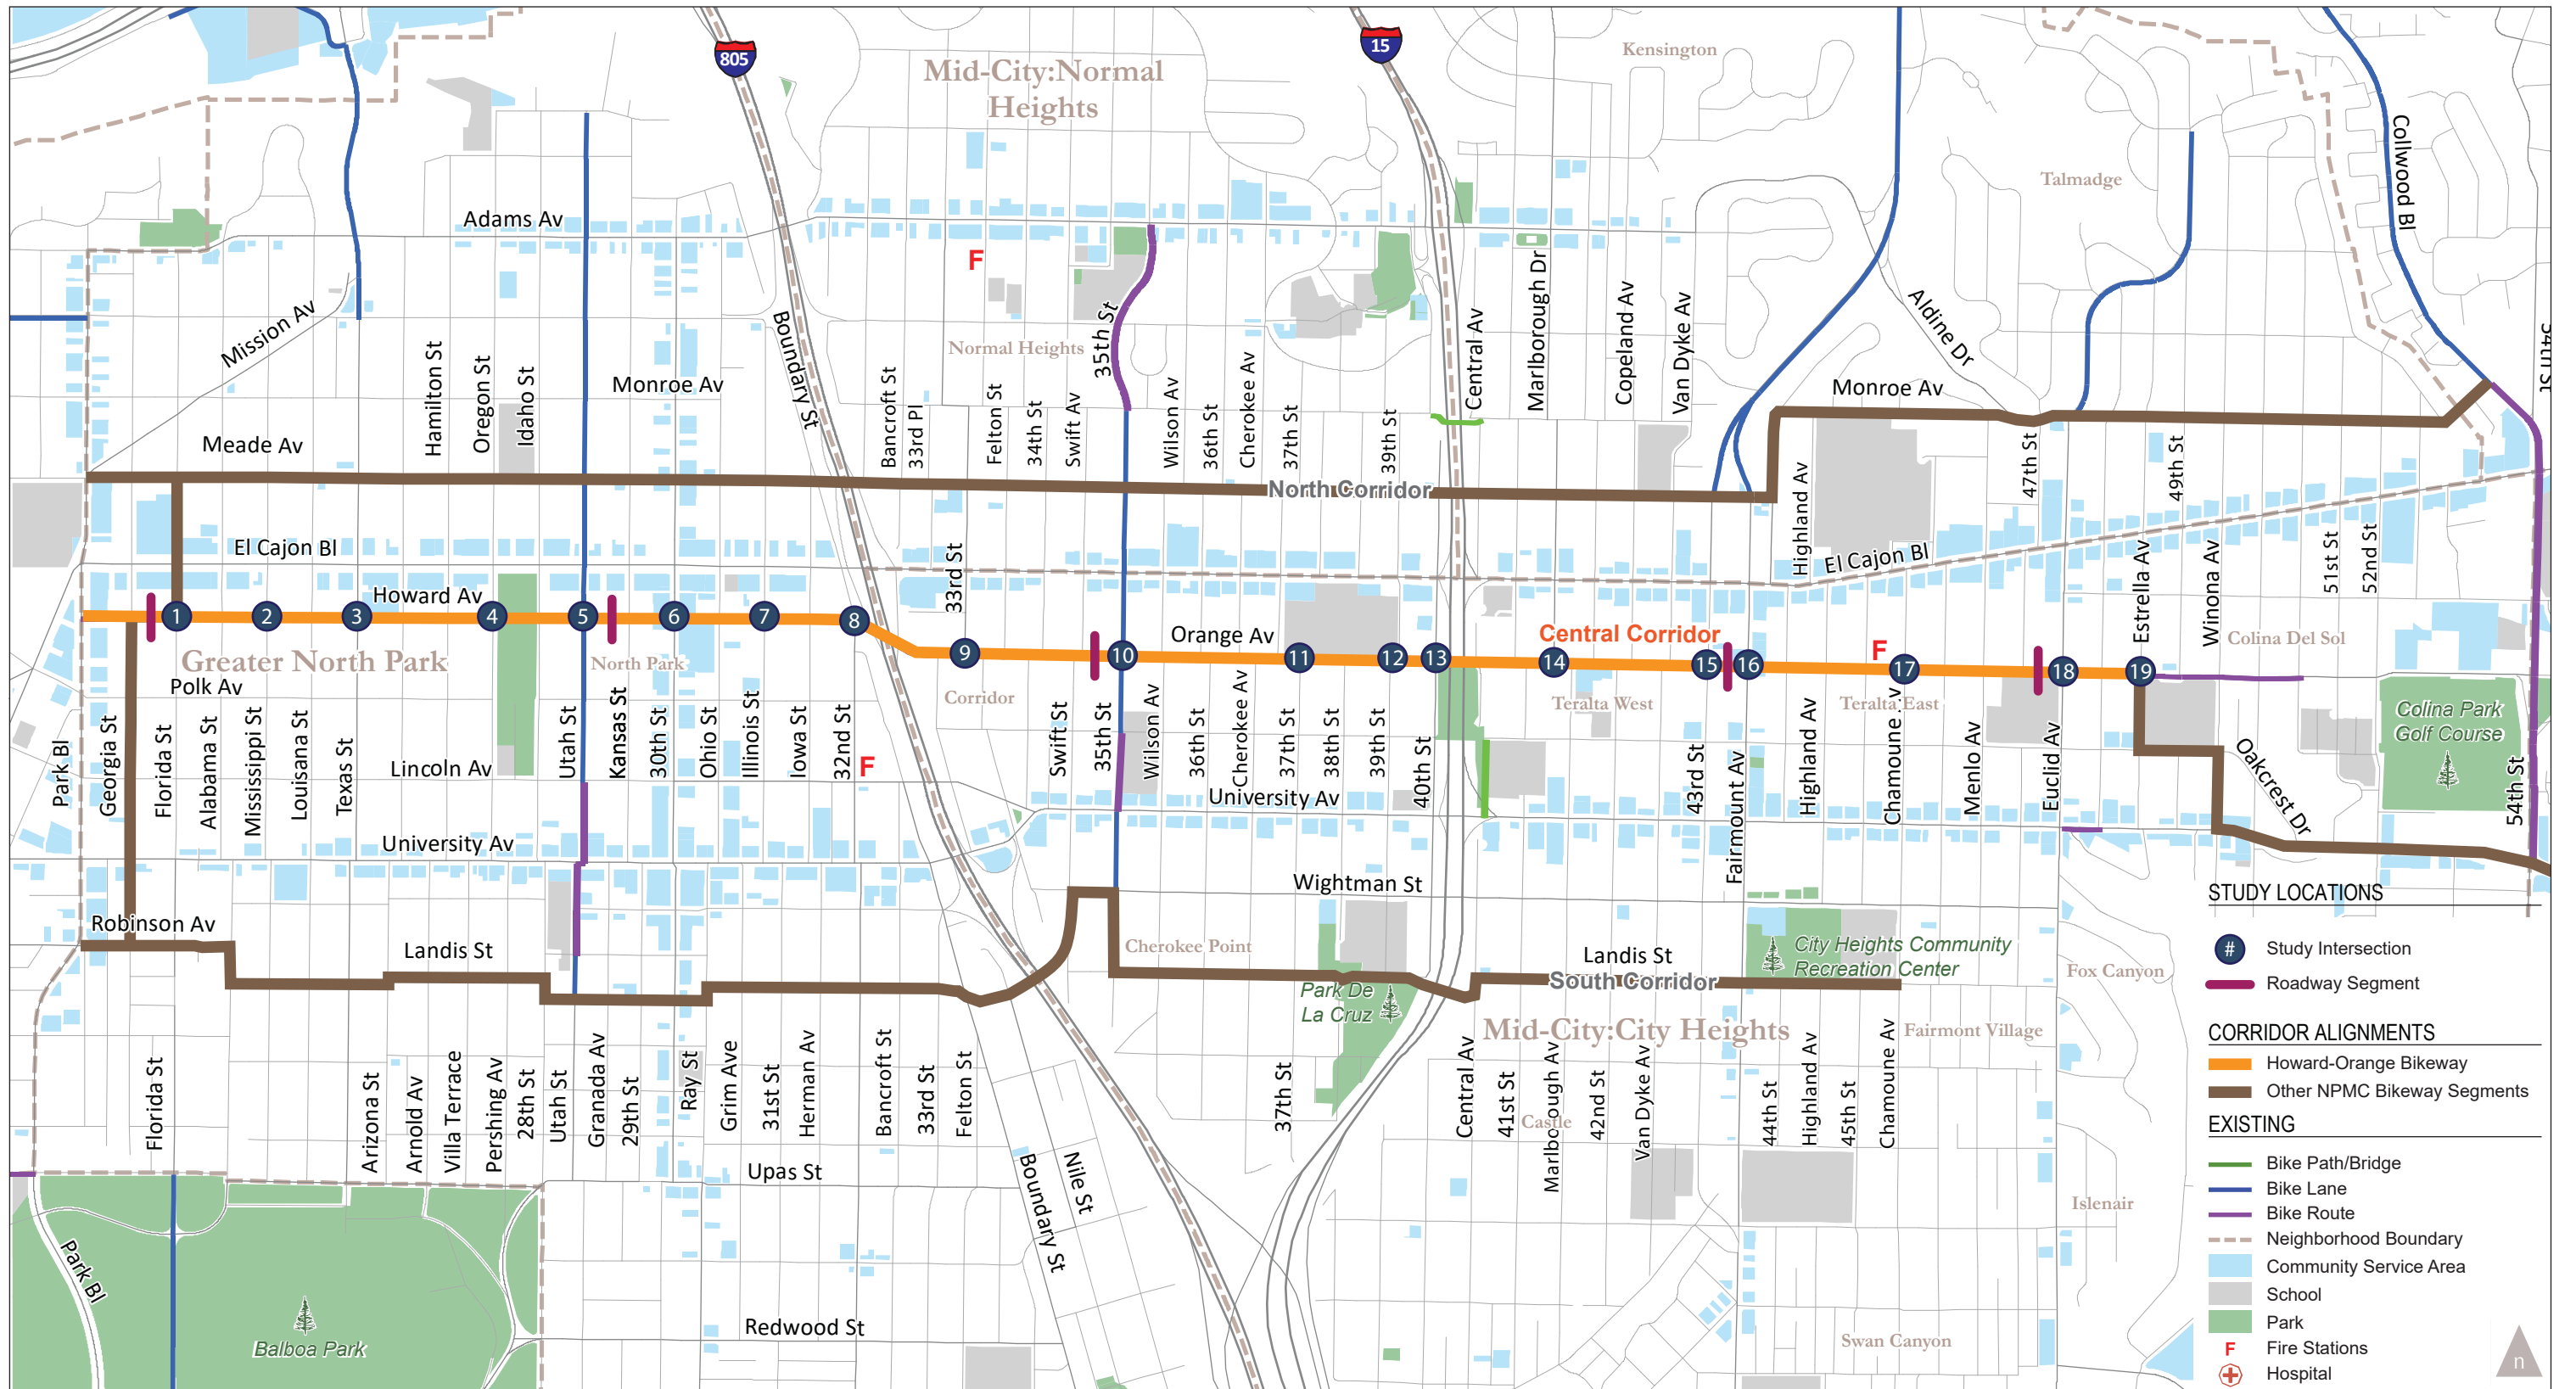 805
15
Kensington
Mid-City:Normal
Heights
Talmadge
Collwood Bl
Adams Av
F
Mission Av
Boundary St
35th St
Normal Heights
Central Av
Marlborough Dr
Copeland Av
Van Dyke Av
Aldine Dr
54th St
Monroe Av
Monroe Av
Hamilton St
Oregon St
Idaho St
Bancroft St
33rd Pl
Felton St
34th St
Swift Av
Wilson Av
36th St
Cherokee Av
37th St
39th St
Meade Av
47th St
49th St
Highland Av
North Corridor
El Cajon Bl
El Cajon Bl
33rd St
Estrella Av
Winona Av
51st St
52nd St
Howard Av
1
2
3
4
5
6
7
8
9
10
11
12
13
14
15
16
17
18
19
Orange Av
Central Corridor
F
Colina Del Sol
Greater North Park
North Park
Corridor
Teralta West
Teralta East
Polk Av
Colina Park
Golf Course
Park Bl
Georgia St
Florida St
Alabama St
Mississippi St
Louisiana St
Texas St
Lincoln Av
Utah St
Kansas St
30th St
Ohio St
Illinois St
Iowa St
32nd St
F
Swift St
35th St
Wilson Av
36th St
Cherokee Av
37th St
38th St
39th St
40th St
43rd St
Fairmount Av
Highland Av
Chamoune Av
Menlo Av
Euclid Av
Oakcrest Dr
54th St
University Av
University Av
Wightman St
Robinson Av
Landis St
Cherokee Point
Landis St
South Corridor
City Heights Community
Recreation Center
Fox Canyon
Park De
La Cruz
Mid-City:City Heights
Fairmont Village
Florida St
Arizona St
Arnold Av
Villa Terrace
Pershing Av
28th St
Utah St
Granada Av
29th St
Ray St
Grim Ave
31st St
Herman Av
Bancroft St
33rd St
Felton St
37th St
Central Av
41st St
Castle
Marlborough Av
42nd St
Van Dyke Av
44th St
Highland Av
45th St
Chamoune Av
Upas St
Boundary St
Nile St
Islenair
Park Bl
Balboa Park
Redwood St
Swan Canyon
STUDY LOCATIONS
# Study Intersection
Roadway Segment
CORRIDOR ALIGNMENTS
Howard-Orange Bikeway
Other NPMC Bikeway Segments
EXISTING
Bike Path/Bridge
Bike Lane
Bike Route
Neighborhood Boundary
Community Service Area
School
Park
F Fire Stations
Hospital
n